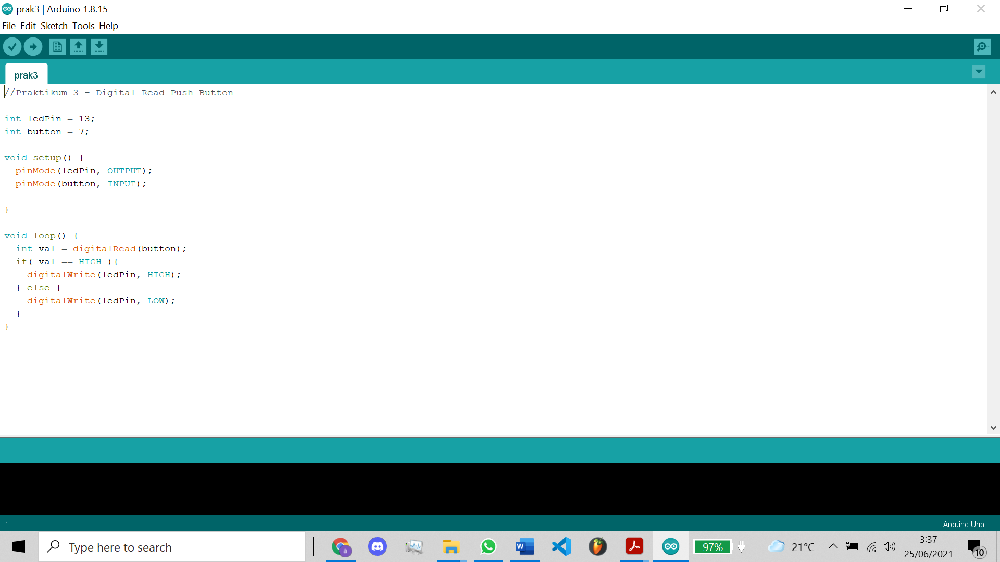 prak3 | Arduino 1.8.15
File Edit Sketch Tools Help
prak3
//Praktikum 3 - Digital Read Push Button
int ledPin = 13;
int button = 7;
void setup() {
  pinMode(ledPin, OUTPUT);
  pinMode(button, INPUT);
}
void loop() {
  int val = digitalRead(button);
  if( val == HIGH ){
    digitalWrite(ledPin, HIGH);
  } else {
    digitalWrite(ledPin, LOW);
  }
}
1
Arduino Uno
Type here to search
a
W
97%
21°C
3:37
25/06/2021
10